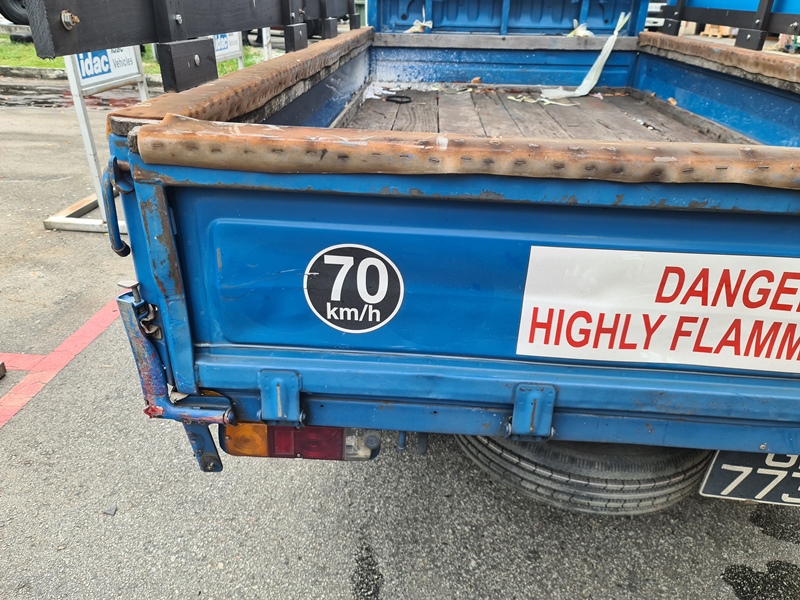 idac
Vehicles
70
km/h
DANGE
HIGHLY FLAMM
773